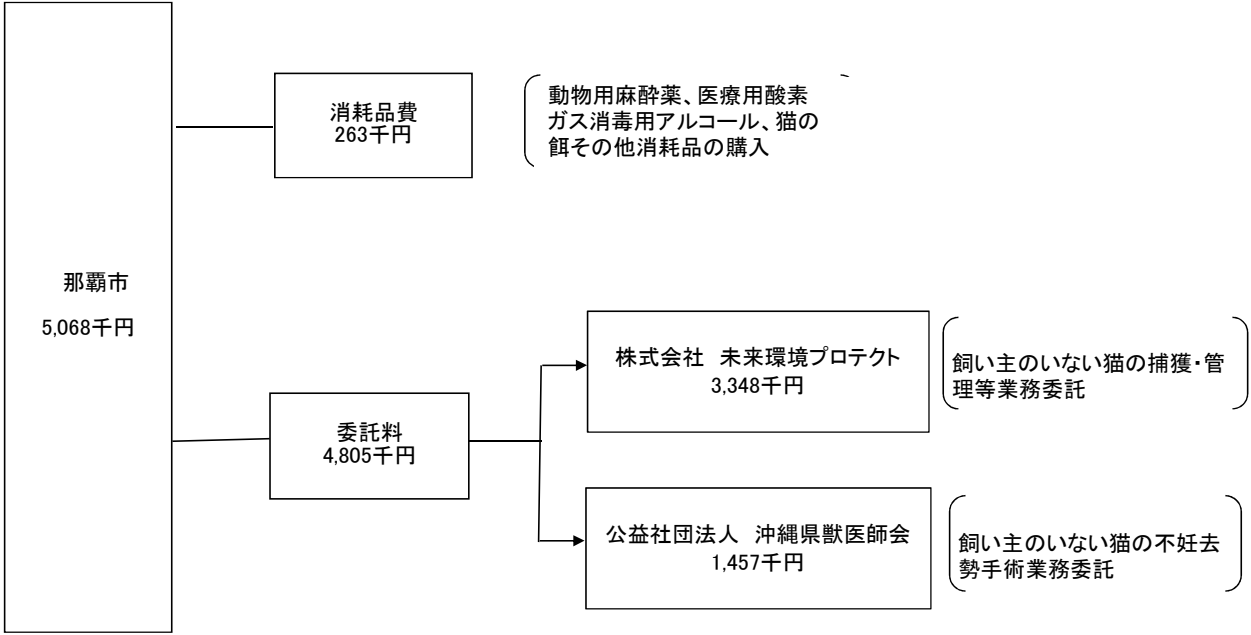 那覇市
5,068千円
消耗品費
263千円
動物用麻酔薬、医療用酸素
ガス消毒用アルコール、猫の
餌その他消耗品の購入
委託料
4,805千円
株式会社　未来環境プロテクト
3,348千円
飼い主のいない猫の捕獲・管
理等業務委託
公益社団法人　沖縄県獣医師会
1,457千円
飼い主のいない猫の不妊去
勢手術業務委託